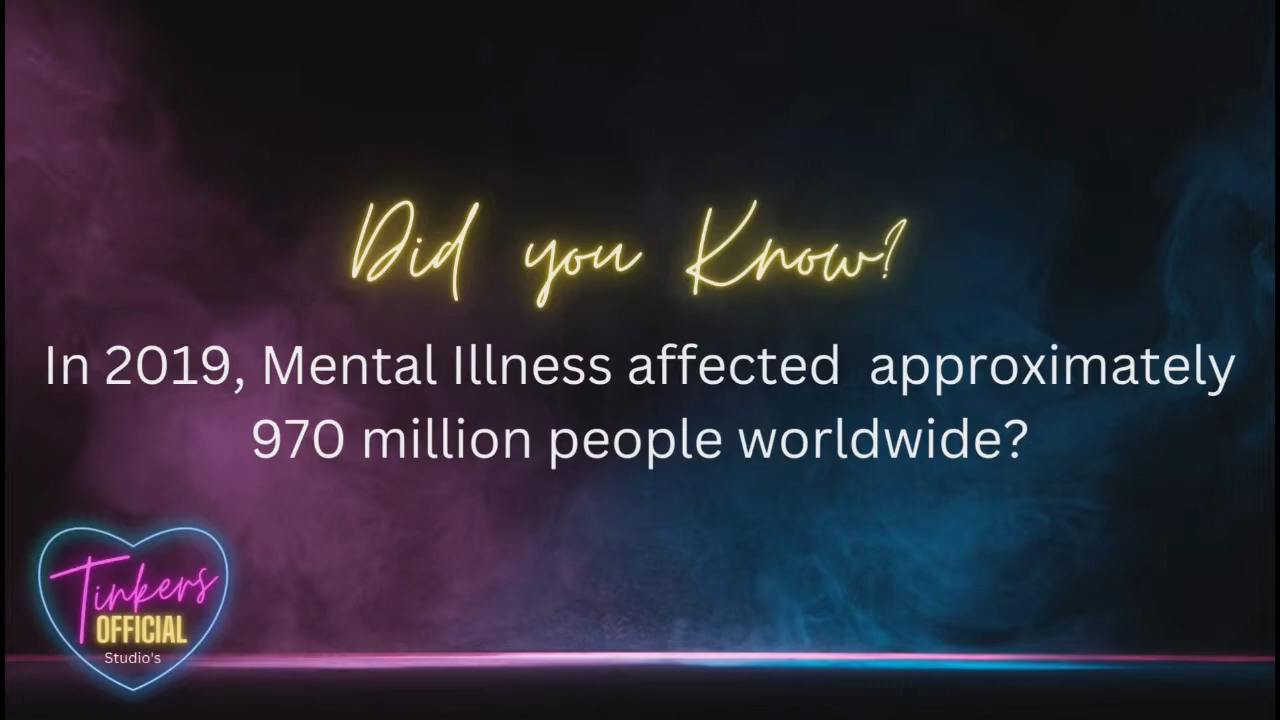 Did you Know?
In 2019, Mental Illness affected  approximately
970 million people worldwide?
Tinkers
OFFICIAL
Studio's